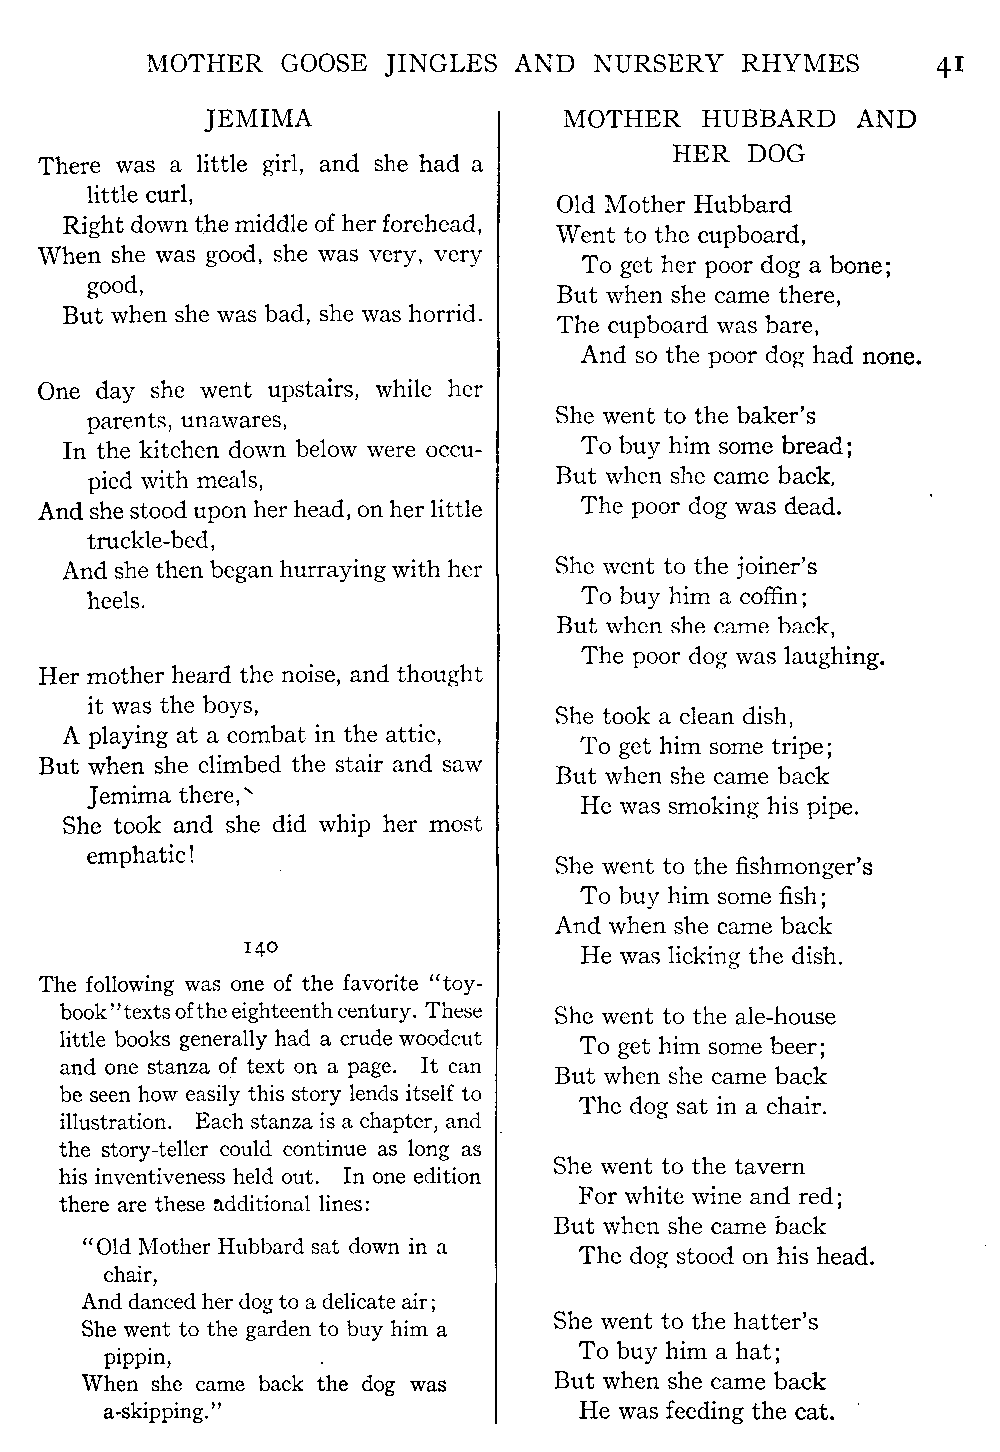 MOTHER GOOSE JINGLES AND NURSERY RHYMES 41
JEMIMA
There was a little girl, and she had a
little curl,
Right down the middle of her forehead,
When she was good, she was very, very
good,
But when she was bad, she was horrid.
One day she went upstairs, while her
parents, unawares,
In the kitchen down below were occu-
pied with meals,
And she stood upon her head, on her little
truckle-bed,
And she then began hurraying with her
heels.
Her mother heard the noise, and thought
it was the boys,
A playing at a combat in the attic,
But when she climbed the stair and saw
Jemima there,
She took and she did whip her most
emphatic!
140
The following was one of the favorite "toy-
book" texts of the eighteenth century. These
little books generally had a crude woodcut
and one stanza of text on a page. It can
be seen how easily this story lends itself to
illustration. Each stanza is a chapter, and
the story-teller could continue as long as
his inventiveness held out. In one edition
there are these additional lines:
"Old Mother Hubbard sat down in a
chair,
And danced her dog to a delicate air;
She went to the garden to buy him a
pippin,
When she came back the dog was
a-skipping."
MOTHER HUBBARD AND
HER DOG
Old Mother Hubbard
Went to the cupboard,
To get her poor dog a bone;
But when she came there,
The cupboard was bare,
And so the poor dog had none.
She went to the baker's
To buy him some bread;
But when she came back,
The poor dog was dead.
She went to the joiner's
To buy him a coffin;
But when she came back,
The poor dog was laughing.
She took a clean dish,
To get him some tripe;
But when she came back
He was smoking his pipe.
She went to the fishmonger's
To buy him some fish;
And when she came back
He was licking the dish.
She went to the ale-house
To get him some beer;
But when she came back
The dog sat in a chair.
She went to the tavern
For white wine and red;
But when she came back
The dog stood on his head.
She went to the hatter's
To buy him a hat;
But when she came back
He was feeding the cat.